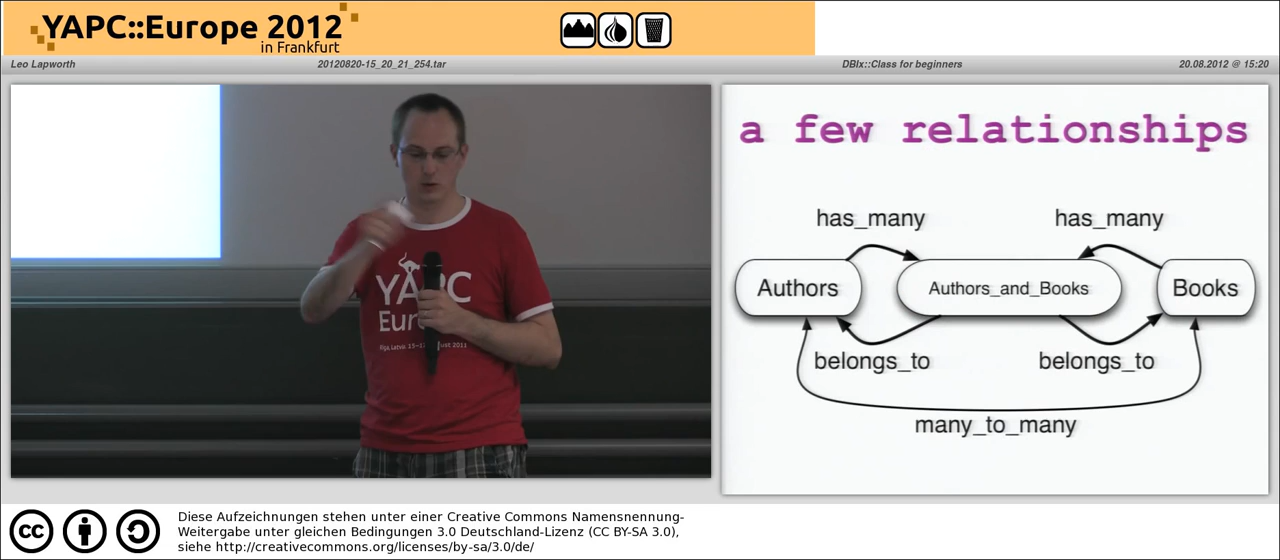 YAPC::Europe 2012
in Frankfurt
Leo Lapworth
20120820-15_20_21_254.tar
DBIx::Class for beginners
20.08.2012 @ 15:20
YAPC
a few relationships
has_many
has_many
Authors
Authors_and_Books
Books
belongs_to
belongs_to
many_to_many
cc
Diese Aufzeichnungen stehen unter einer Creative Commons Namensnennung-
Weitergabe unter gleichen Bedingungen 3.0 Deutschland-Lizenz (CC BY-SA 3.0),
siehe http://creativecommons.org/licenses/by-sa/3.0/de/